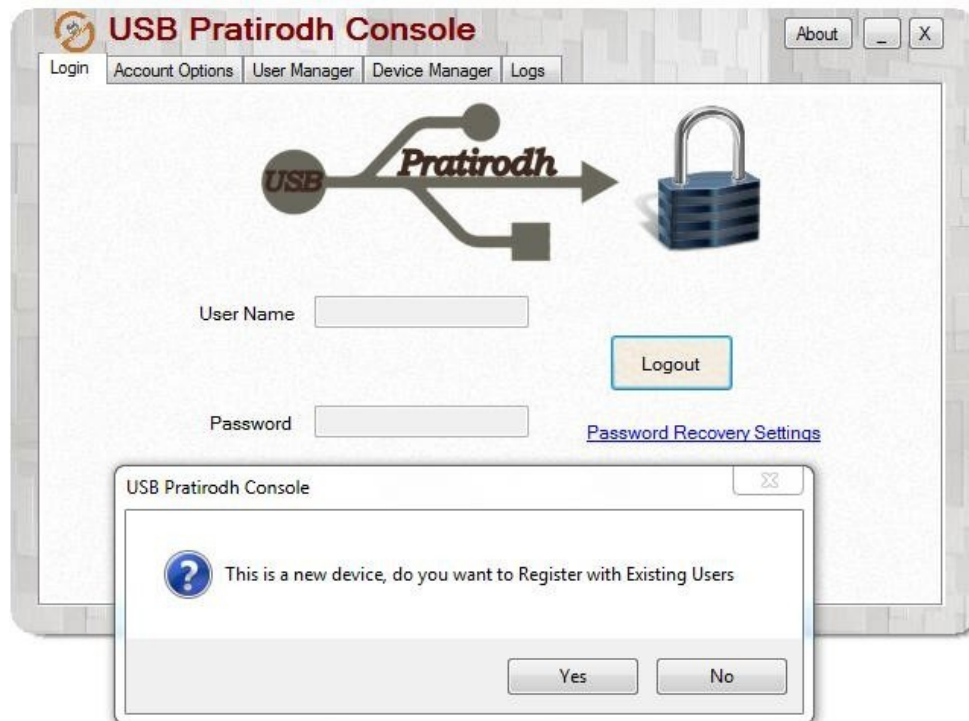 USB Pratirodh Console
About _ X
Login Account Options User Manager Device Manager Logs
USB Pratirodh
User Name
Logout
Password
Password Recovery Settings
USB Pratirodh Console
This is a new device, do you want to Register with Existing Users
Yes No